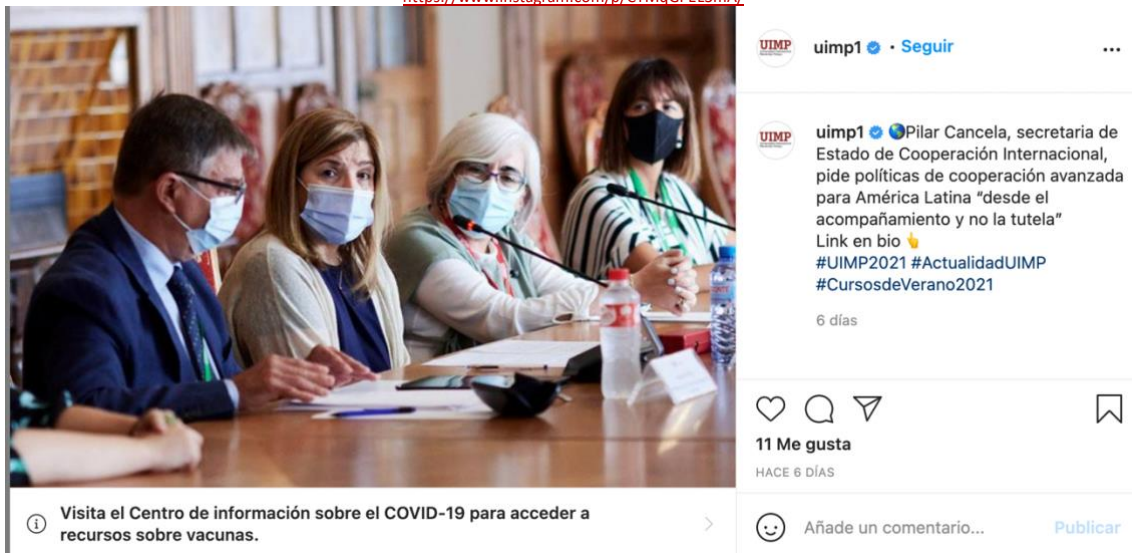 UIMP
uimp1 • Seguir
UIMP
uimp1 Pilar Cancela, secretaria de
Estado de Cooperación Internacional,
pide políticas de cooperación avanzada
para América Latina “desde el
acompañamiento y no la tutela”
Link en bio
#UIMP2021 #ActualidadUIMP
#CursosdeVerano2021
6 días
11 Me gusta
HACE 6 DÍAS
Visita el Centro de información sobre el COVID-19 para acceder a
recursos sobre vacunas.
Añade un comentario...
Publicar